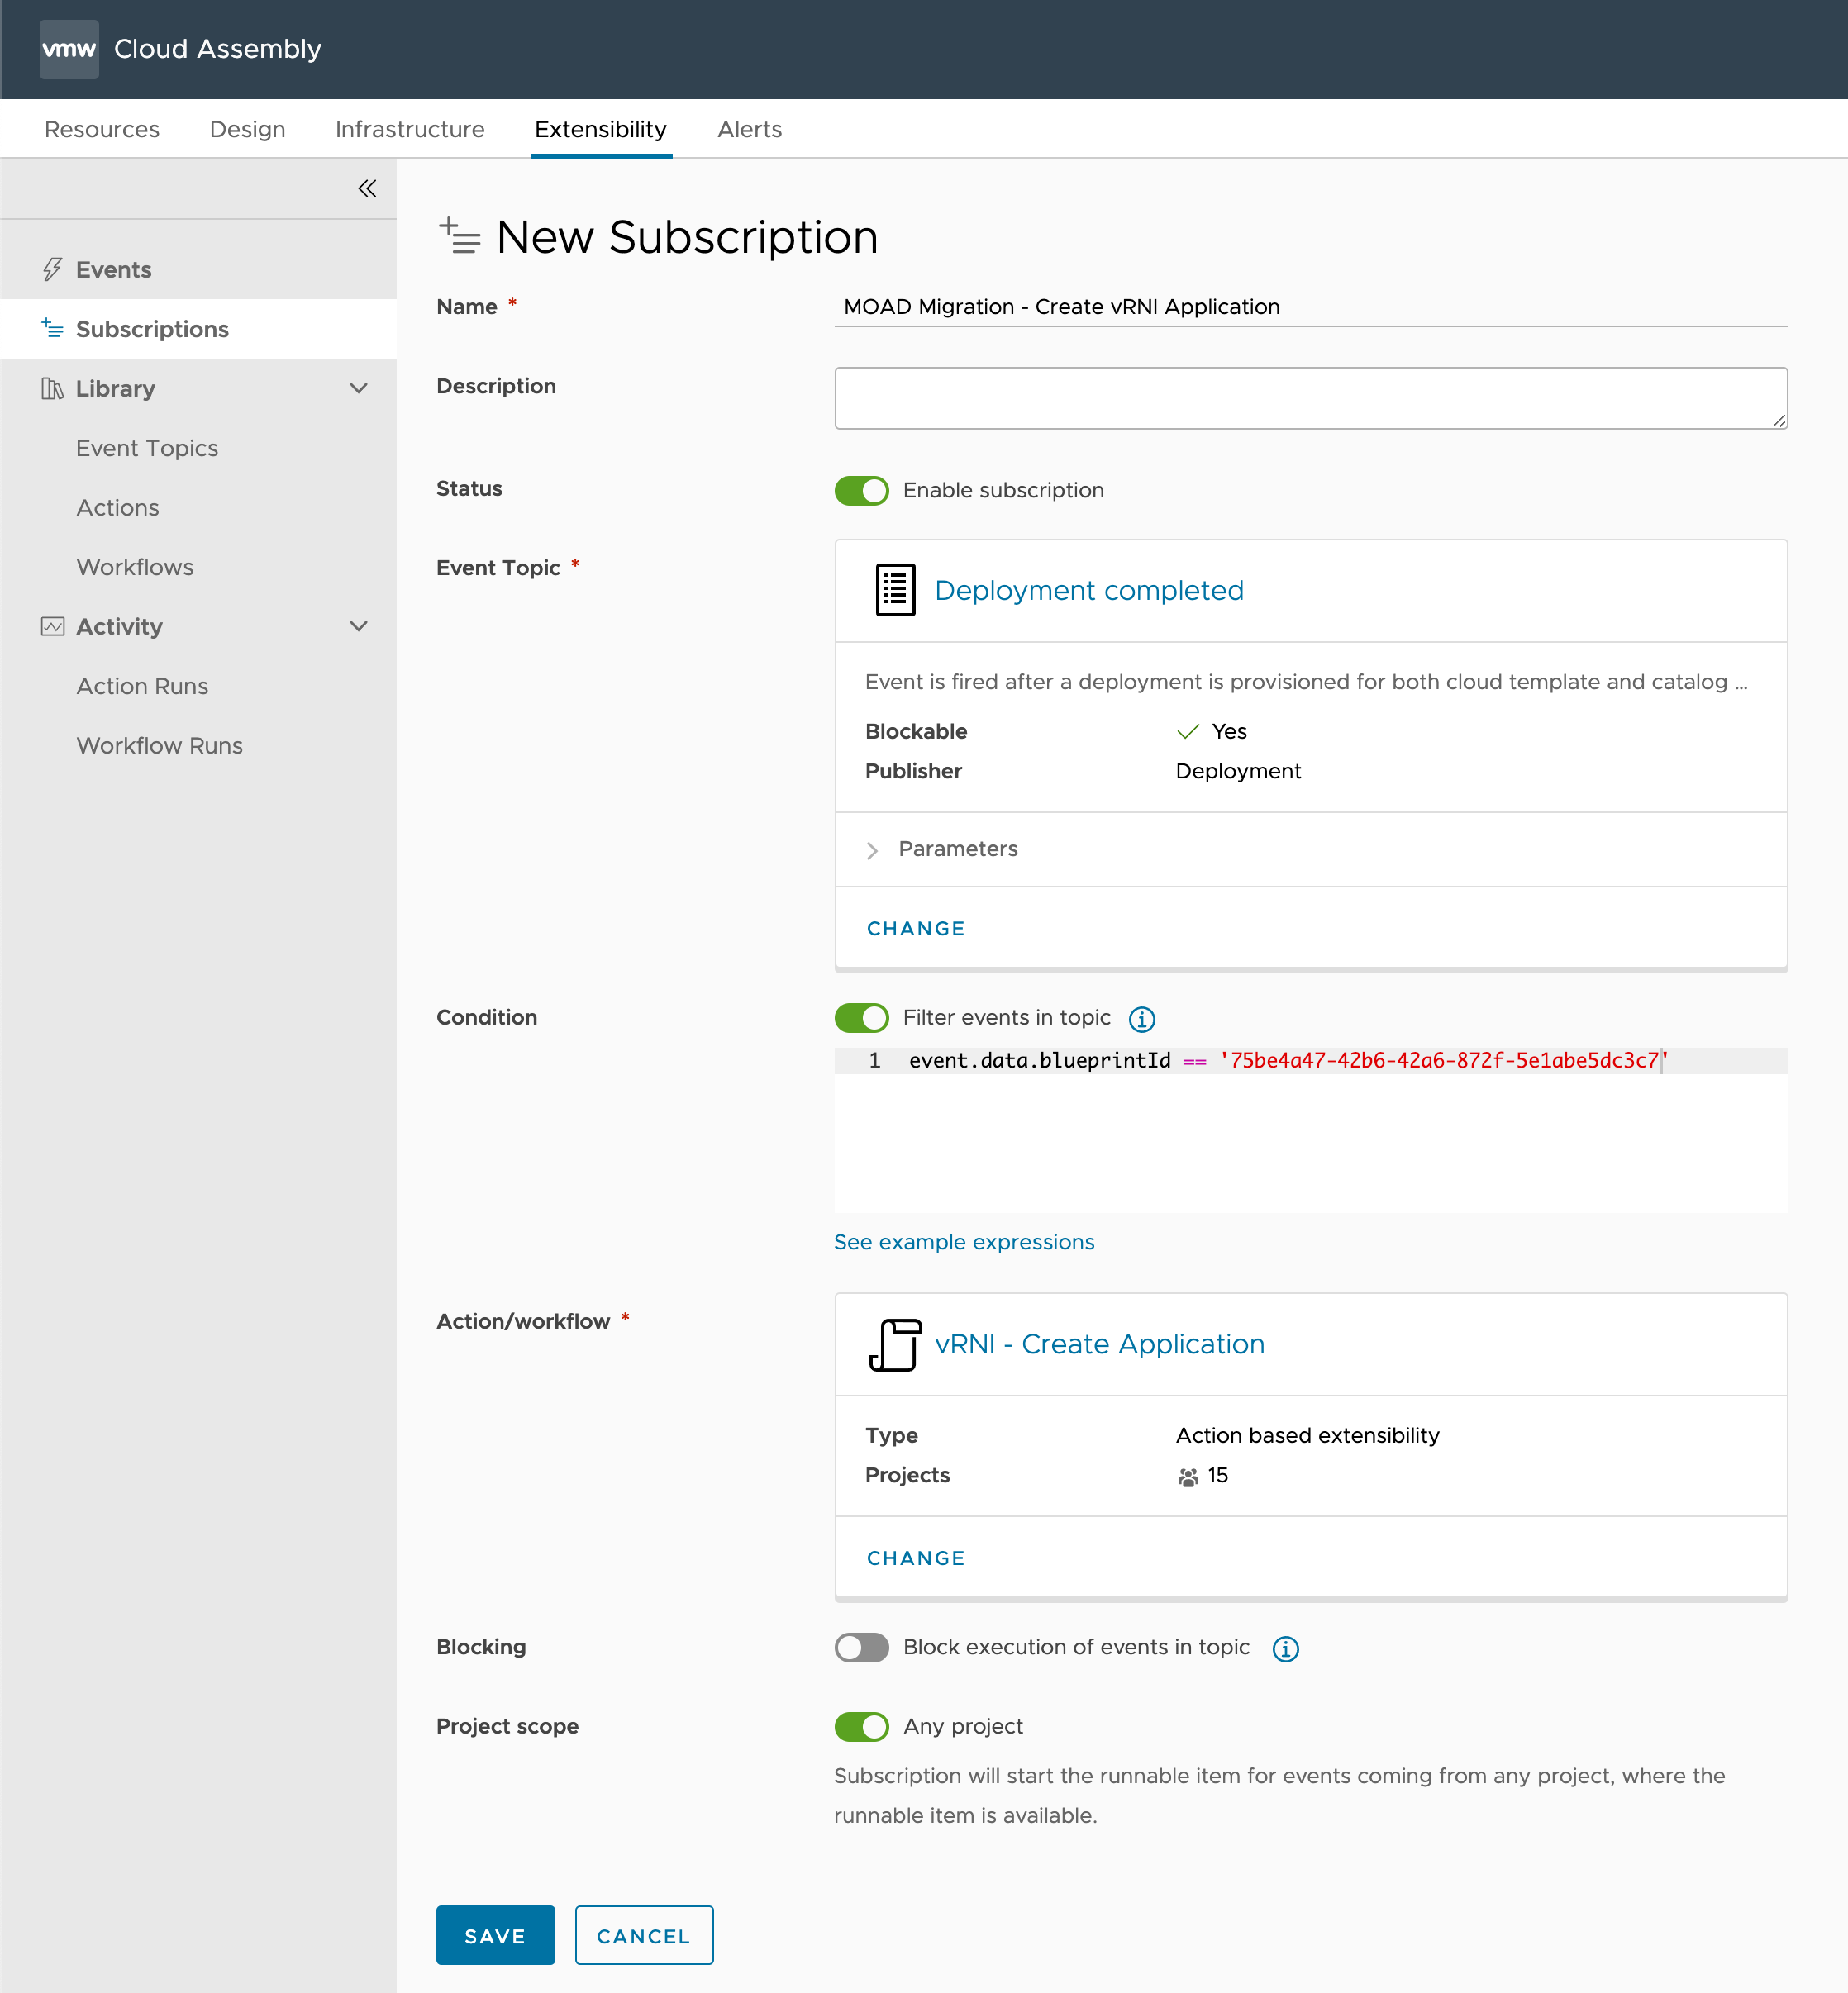 vmw Cloud Assembly
Resources Design Infrastructure Extensibility Alerts
Events
Subscriptions
Library
Event Topics
Actions
Workflows
Activity
Action Runs
Workflow Runs
New Subscription
Name * MOAD Migration - Create vRNI Application
Description
Status Enable subscription
Event Topic * Deployment completed
Event is fired after a deployment is provisioned for both cloud template and catalog ...
Blockable Yes
Publisher Deployment
Parameters
CHANGE
Condition Filter events in topic
1 event.data.blueprintId == '75be4a47-42b6-42a6-872f-5e1abe5dc3c7'
See example expressions
Action/workflow * vRNI - Create Application
Type Action based extensibility
Projects 15
CHANGE
Blocking Block execution of events in topic
Project scope Any project
Subscription will start the runnable item for events coming from any project, where the
runnable item is available.
SAVE CANCEL